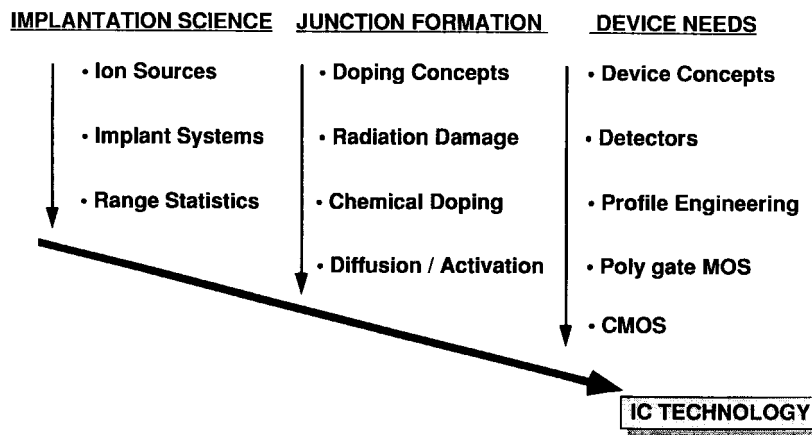 IMPLANTATION SCIENCE
• Ion Sources
• Implant Systems
• Range Statistics
JUNCTION FORMATION
• Doping Concepts
• Radiation Damage
• Chemical Doping
• Diffusion / Activation
DEVICE NEEDS
• Device Concepts
• Detectors
• Profile Engineering
• Poly gate MOS
• CMOS
IC TECHNOLOGY